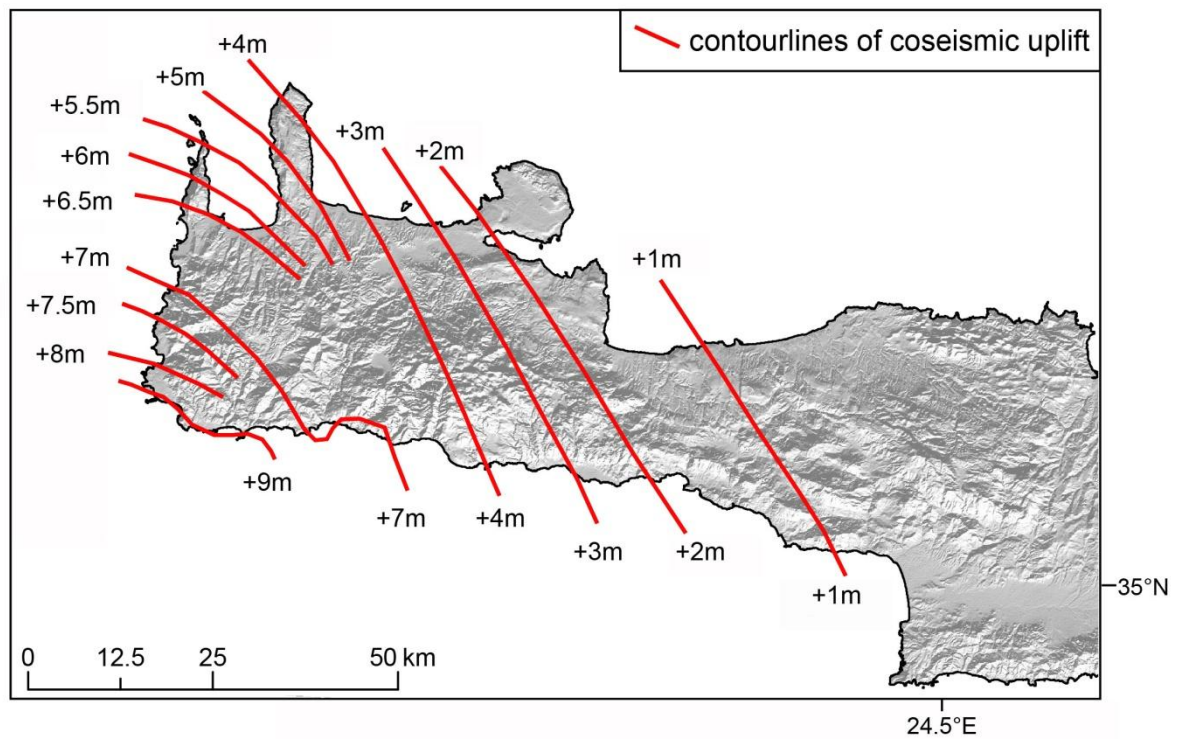 contourlines of coseismic uplift
+4m
+5m
+5.5m
+3m
+6m
+2m
+6.5m
+7m
+1m
+7.5m
+8m
+9m
+7m
+4m
+3m
+2m
+1m
35°N
0 12.5 25 50 km
24.5°E